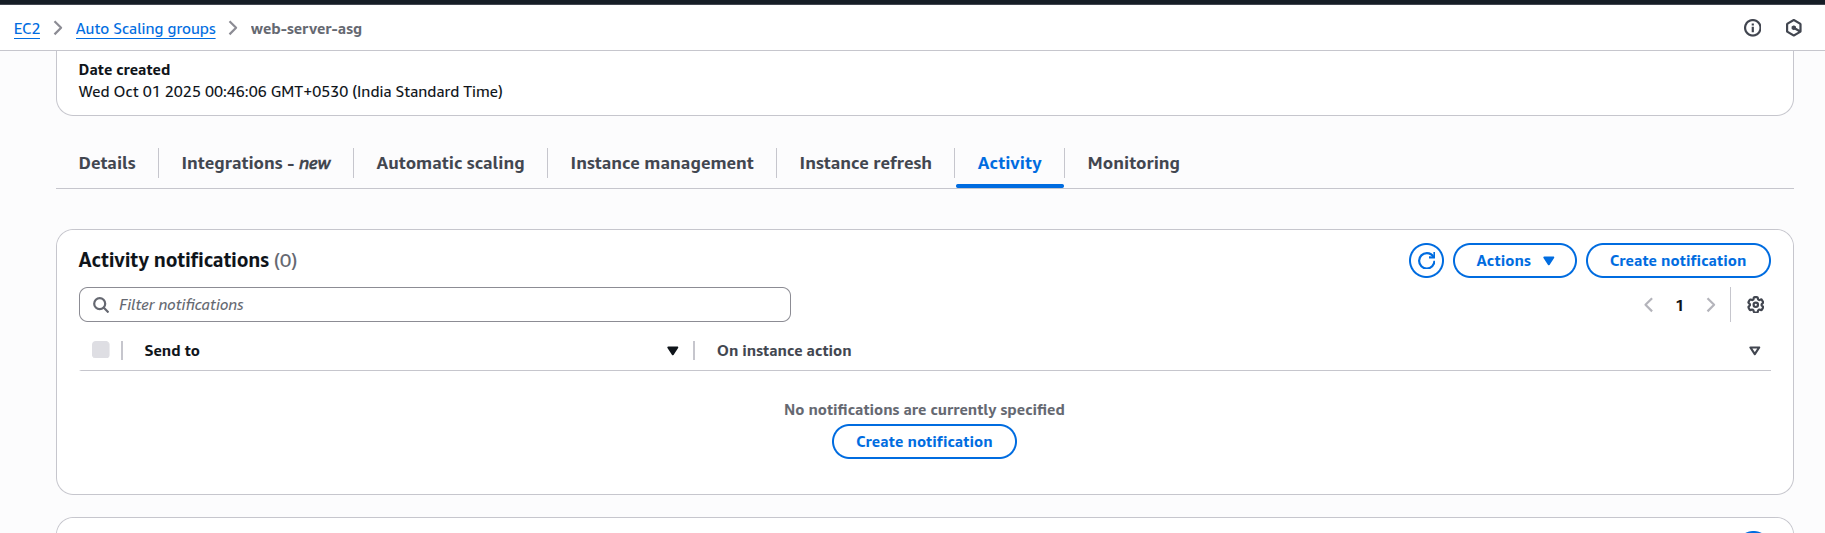 EC2 > Auto Scaling groups > web-server-asg
Date created
Wed Oct 01 2025 00:46:06 GMT+0530 (India Standard Time)
Details Integrations - new Automatic scaling Instance management Instance refresh Activity Monitoring
Activity notifications (0) Actions Create notification
Filter notifications 1
Send to On instance action
No notifications are currently specified
Create notification